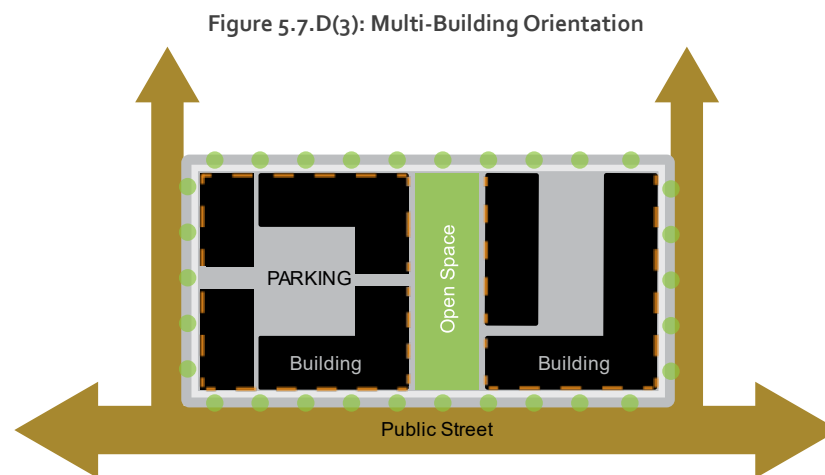 Figure 5.7.D(3): Multi-Building Orientation
PARKING
Open Space
Building
Building
Public Street